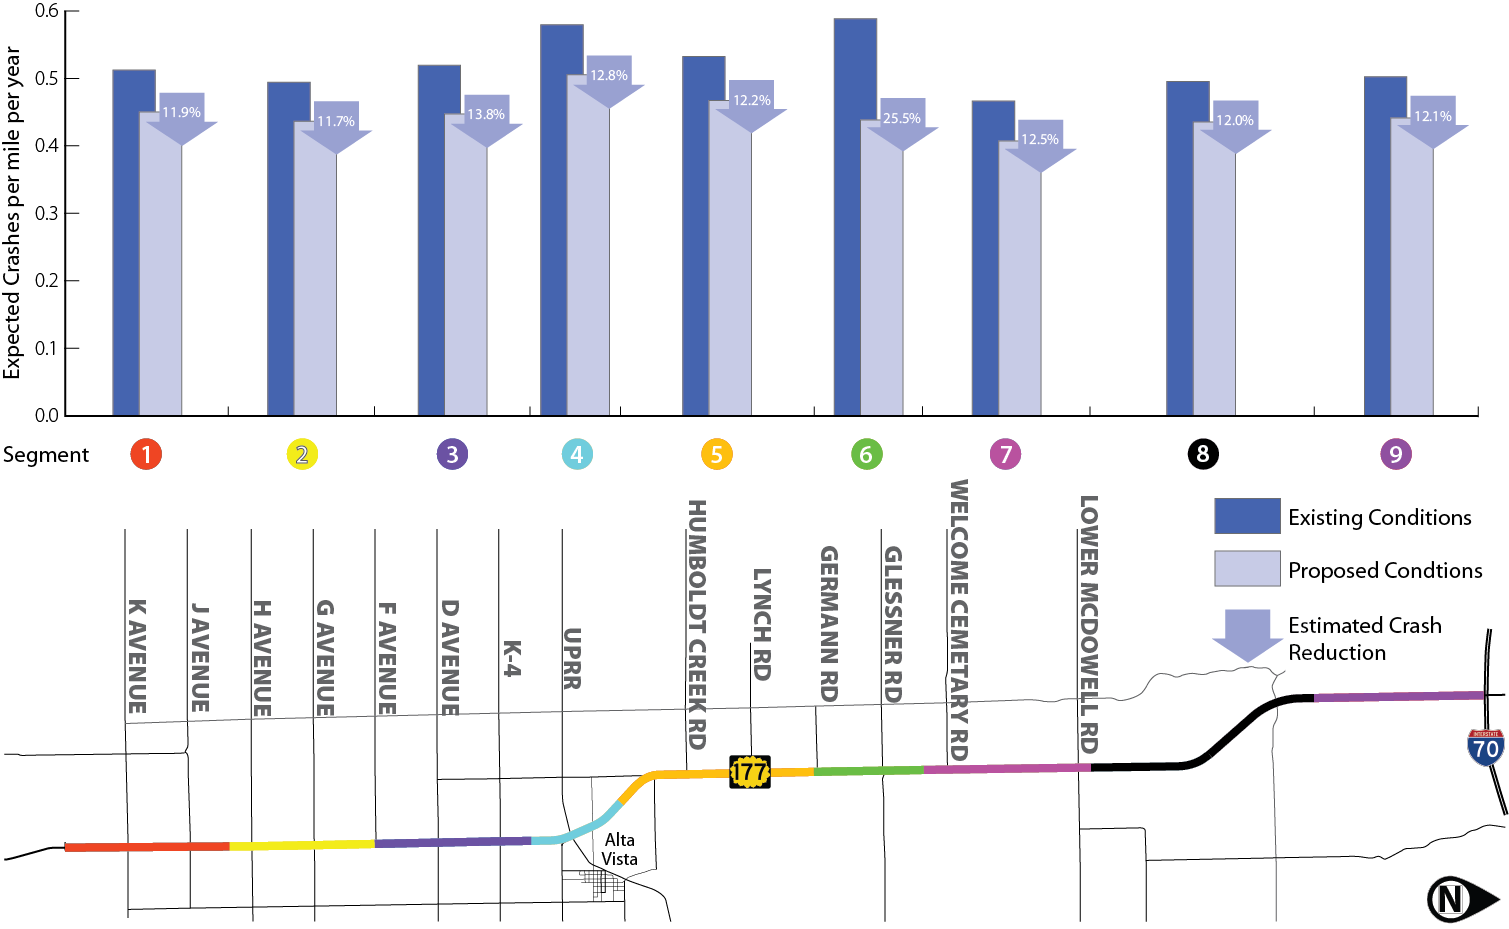 Expected Crashes per mile per year
0.6
0.5
0.4
0.3
0.2
0.1
0.0
11.9%
11.7%
13.8%
12.8%
12.2%
25.5%
12.5%
12.0%
12.1%
Segment
1
2
3
4
5
6
7
8
9
Existing Conditions
Proposed Condtions
Estimated Crash
Reduction
K AVENUE
J AVENUE
H AVENUE
G AVENUE
F AVENUE
D AVENUE
K-4
UPRR
HUMBOLDT CREEK RD
LYNCH RD
GERMANN RD
GLESSNER RD
WELCOME CEMETARY RD
LOWER MCDOWELL RD
177
INTERSTATE
70
Alta
Vista
N